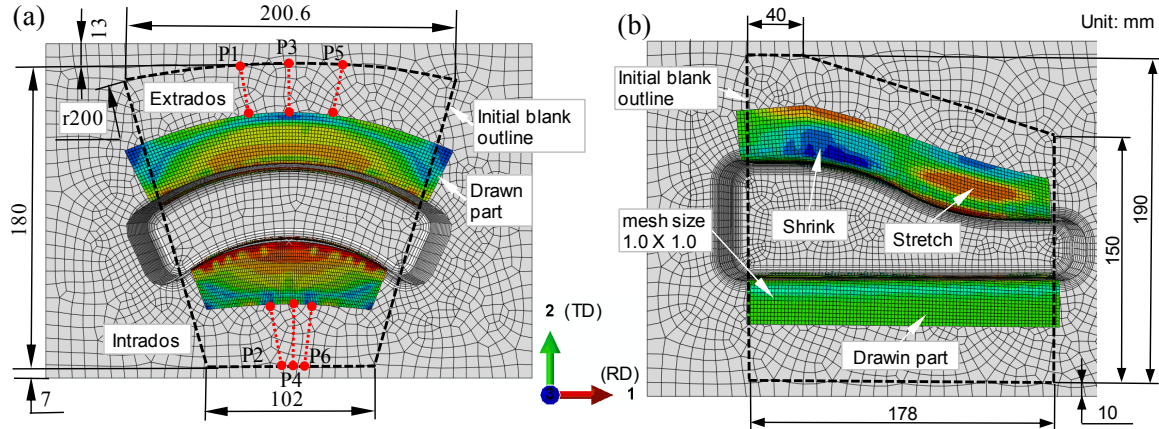 (a)
200.6
13
P1
P3
P5
Extrados
r200
Initial blank
outline
Drawn
part
180
Intrados
P2
P4
P6
7
102
2 (TD)
3
(RD)
1
(b)
40
Unit: mm
Initial blank
outline
mesh size
1.0 X 1.0
Shrink
Stretch
Drawin part
150
190
178
10